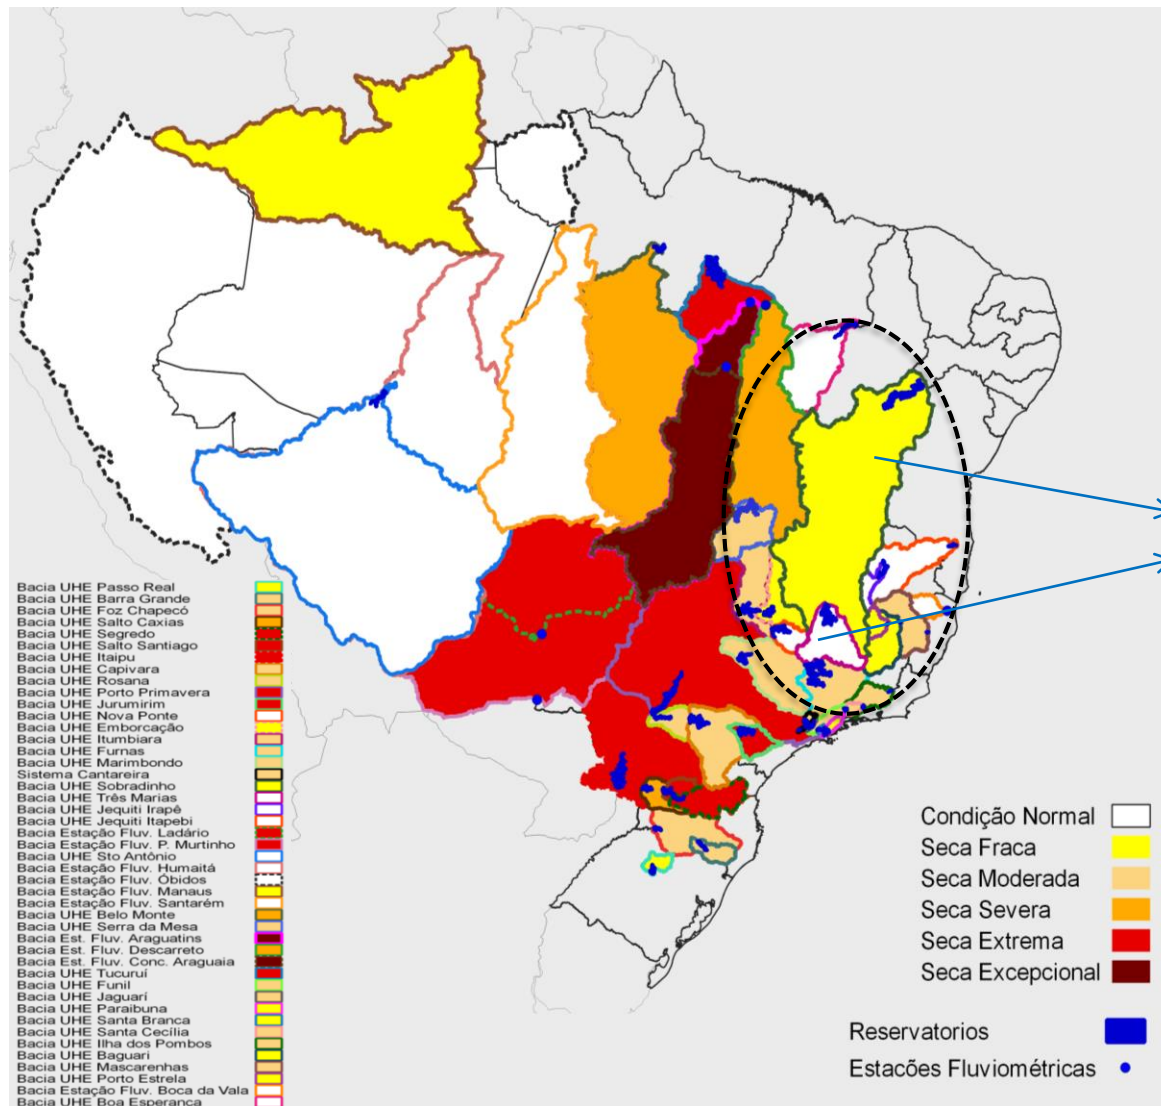 Bacia UHE Passo Real
Bacia UHE Barra Grande
Bacia UHE Foz Chapecó
Bacia UHE Salto Caxias
Bacia UHE Segredo
Bacia UHE Salto Santiago
Bacia UHE Itaipu
Bacia UHE Capivara
Bacia UHE Rosana
Bacia UHE Porto Primavera
Bacia UHE Jurumirim
Bacia UHE Nova Ponte
Bacia UHE Emborcação
Bacia UHE Itumbiara
Bacia UHE Furnas
Bacia UHE Marimbondo
Sistema Cantareira
Bacia UHE Sobradinho
Bacia UHE Três Marias
Bacia UHE Jequiti Irapê
Bacia UHE Jequiti Itapebi
Bacia Estação Fluv. Ladário
Bacia Estação Fluv. P. Murtinho
Bacia UHE Sto Antônio
Bacia Estação Fluv. Humaitá
Bacia Estação Fluv. Óbidos
Bacia Estação Fluv. Manaus
Bacia Estação Fluv. Santarém
Bacia UHE Belo Monte
Bacia UHE Serra da Mesa
Bacia Est. Fluv. Araguatins
Bacia Est. Fluv. Descarreto
Bacia Est. Fluv. Conc. Araguaia
Bacia UHE Tucuruí
Bacia UHE Funil
Bacia UHE Jaguarí
Bacia UHE Paraibuna
Bacia UHE Santa Branca
Bacia UHE Santa Cecília
Bacia UHE Ilha dos Pombos
Bacia UHE Baguari
Bacia UHE Mascarenhas
Bacia UHE Porto Estrela
Bacia Estação Fluv. Boca da Vala
Bacia UHE Boa Esperança
Condição Normal
Seca Fraca
Seca Moderada
Seca Severa
Seca Extrema
Seca Excepcional
Reservatorios
Estacões Fluviométricas